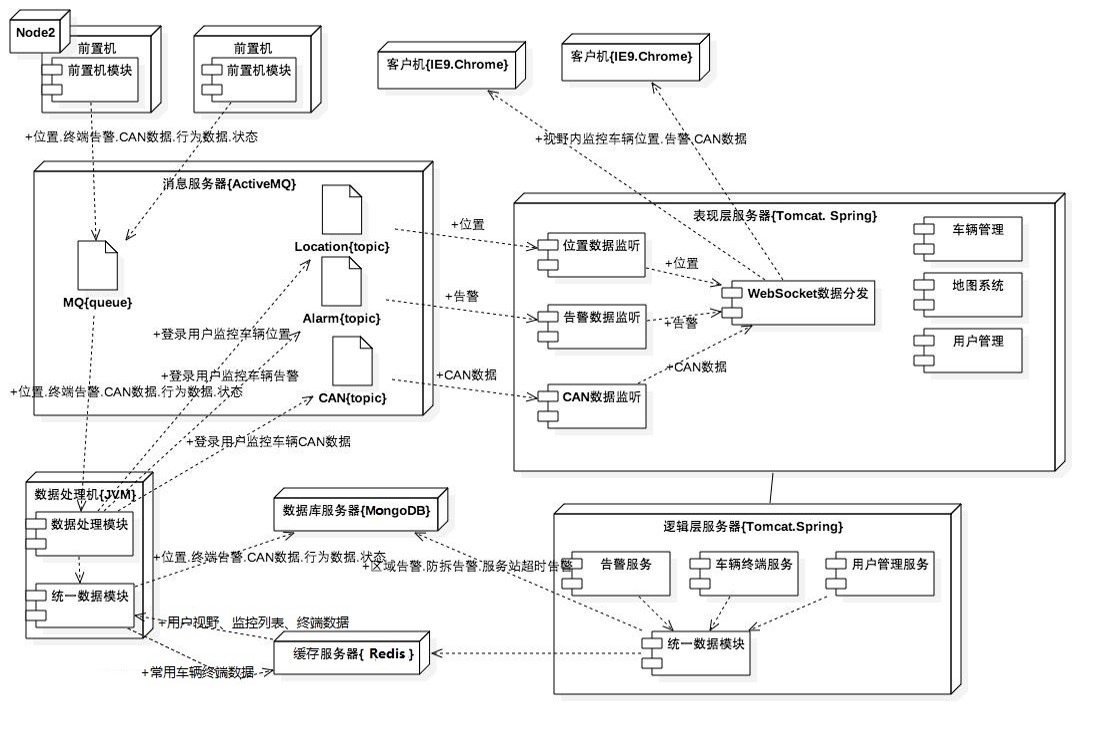 Node2
前置机
前置机模块
前置机
前置机模块
客户机{IE9.Chrome}
客户机{IE9.Chrome}
+位置.终端告警.CAN数据.行为数据.状态
+视野内监控车辆位置.告警.CAN数据
消息服务器{ActiveMQ}
Location{topic}
MQ{queue}
Alarm{topic}
CAN{topic}
+位置
+告警
+CAN数据
+登录用户监控车辆位置
+登录用户监控车辆告警
+位置.终端告警.CAN数据.行为数据.状态
+登录用户监控车辆CAN数据
表现层服务器{Tomcat. Spring}
位置数据监听
告警数据监听
CAN数据监听
+位置
+告警
+CAN数据
WebSocket数据分发
车辆管理
地图系统
用户管理
数据处理机{JVM}
数据处理模块
统一数据模块
数据库服务器{MongoDB}
+位置.终端告警.CAN数据.行为数据.状态
+区域告警.防拆告警.服务站超时告警
+用户视野、监控列表、终端数据
缓存服务器{ Redis }
+常用车辆终端数据
逻辑层服务器{Tomcat.Spring}
告警服务
车辆终端服务
用户管理服务
统一数据模块